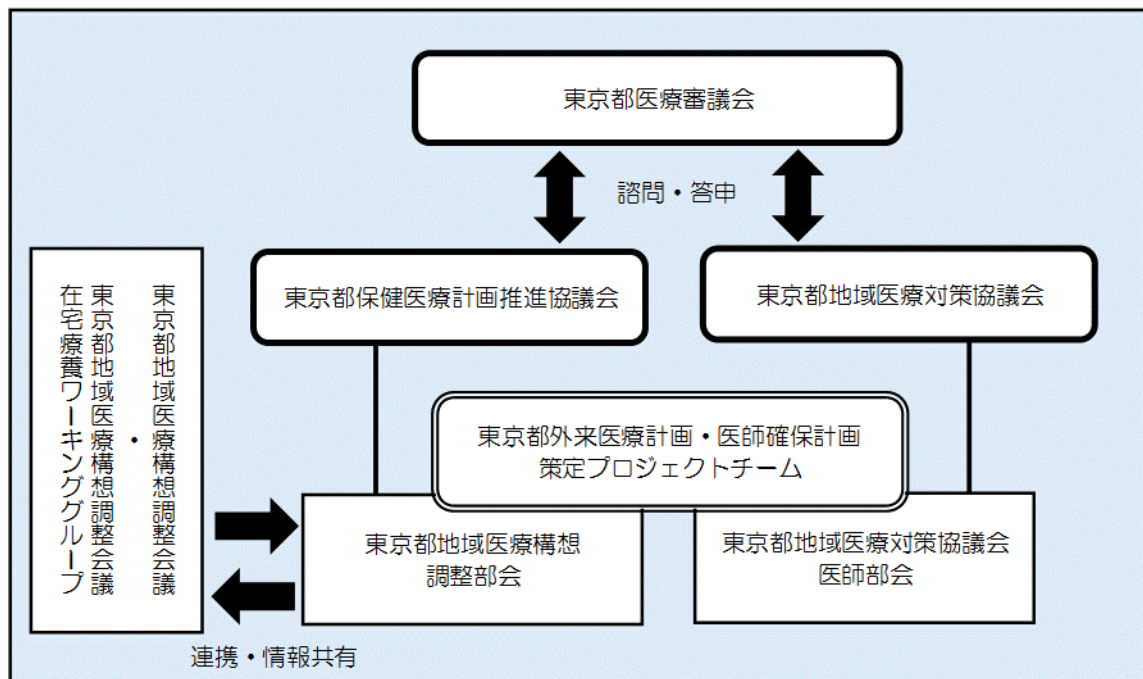 東京都医療審議会
諮問・答申
東京都保健医療計画推進協議会
東京都地域医療対策協議会
東京都地域医療構想調整会議
・
東京都地域医療構想調整会議
在宅療養ワーキンググループ
東京都外来医療計画・医師確保計画
策定プロジェクトチーム
東京都地域医療構想
調整部会
東京都地域医療対策協議会
医師部会
連携・情報共有